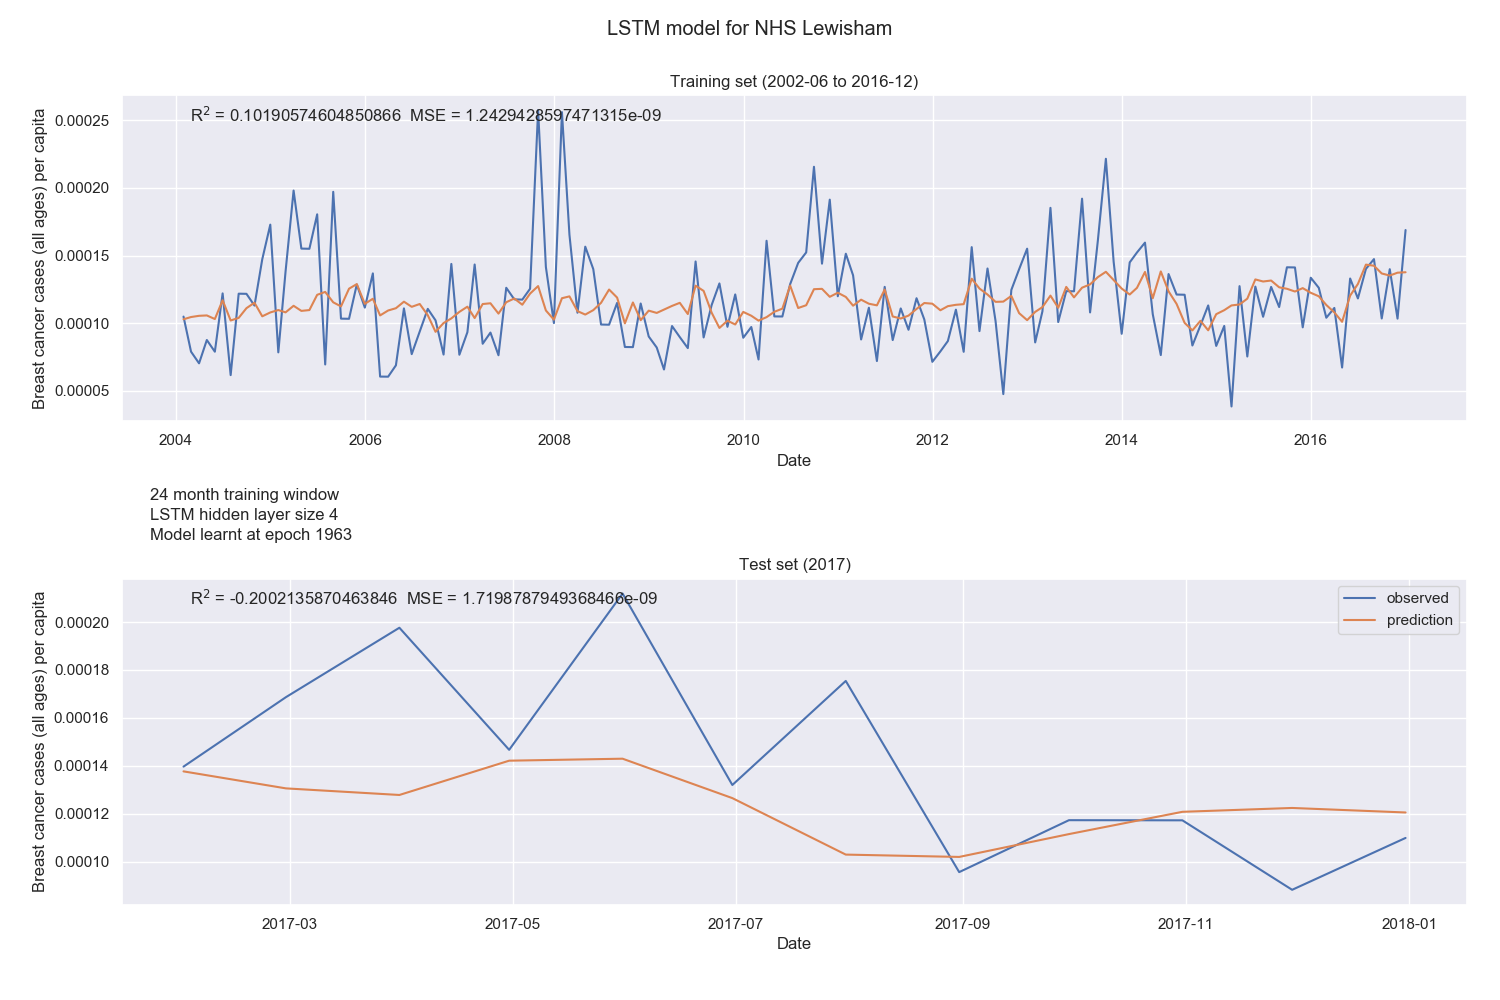 LSTM model for NHS Lewisham
Training set (2002-06 to 2016-12)
R² = 0.10190574604850866 MSE = 1.2429428597471315e-09
Breast cancer cases (all ages) per capita
0.00025
0.00020
0.00015
0.00010
0.00005
2004 2006 2008 2010 2012 2014 2016
Date
24 month training window
LSTM hidden layer size 4
Model learnt at epoch 1963
Test set (2017)
R² = -0.2002135870463846 MSE = 1.7198787949368466e-09
observed
prediction
Breast cancer cases (all ages) per capita
0.00020
0.00018
0.00016
0.00014
0.00012
0.00010
2017-03 2017-05 2017-07 2017-09 2017-11 2018-01
Date